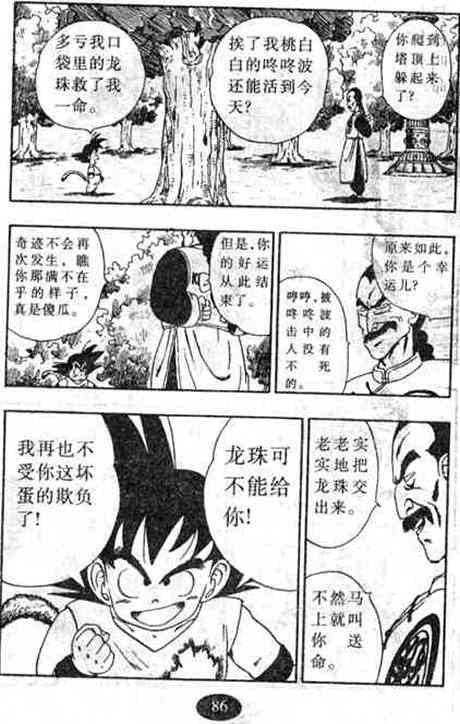 你爬到
塔顶上
躲起来
了?
挨了我桃白
白的咚咚波
还能活到今
天?
多亏我口
袋里的龙
珠救了我
一命。
原来如此,
你是个幸
运儿?
哼哼,被
咚咚波
击中的
人没有
不死
的。
但是,你
的好运
从此结
束了。
奇迹不会再
次发生,瞧
你那满不在
乎的样子,
真是傻瓜。
老老实
实地把
龙珠交
出来。
不然马
上就叫
你送
命。
龙珠可
不能给
你!
我再也不
受你这坏
蛋的欺负
了!
86